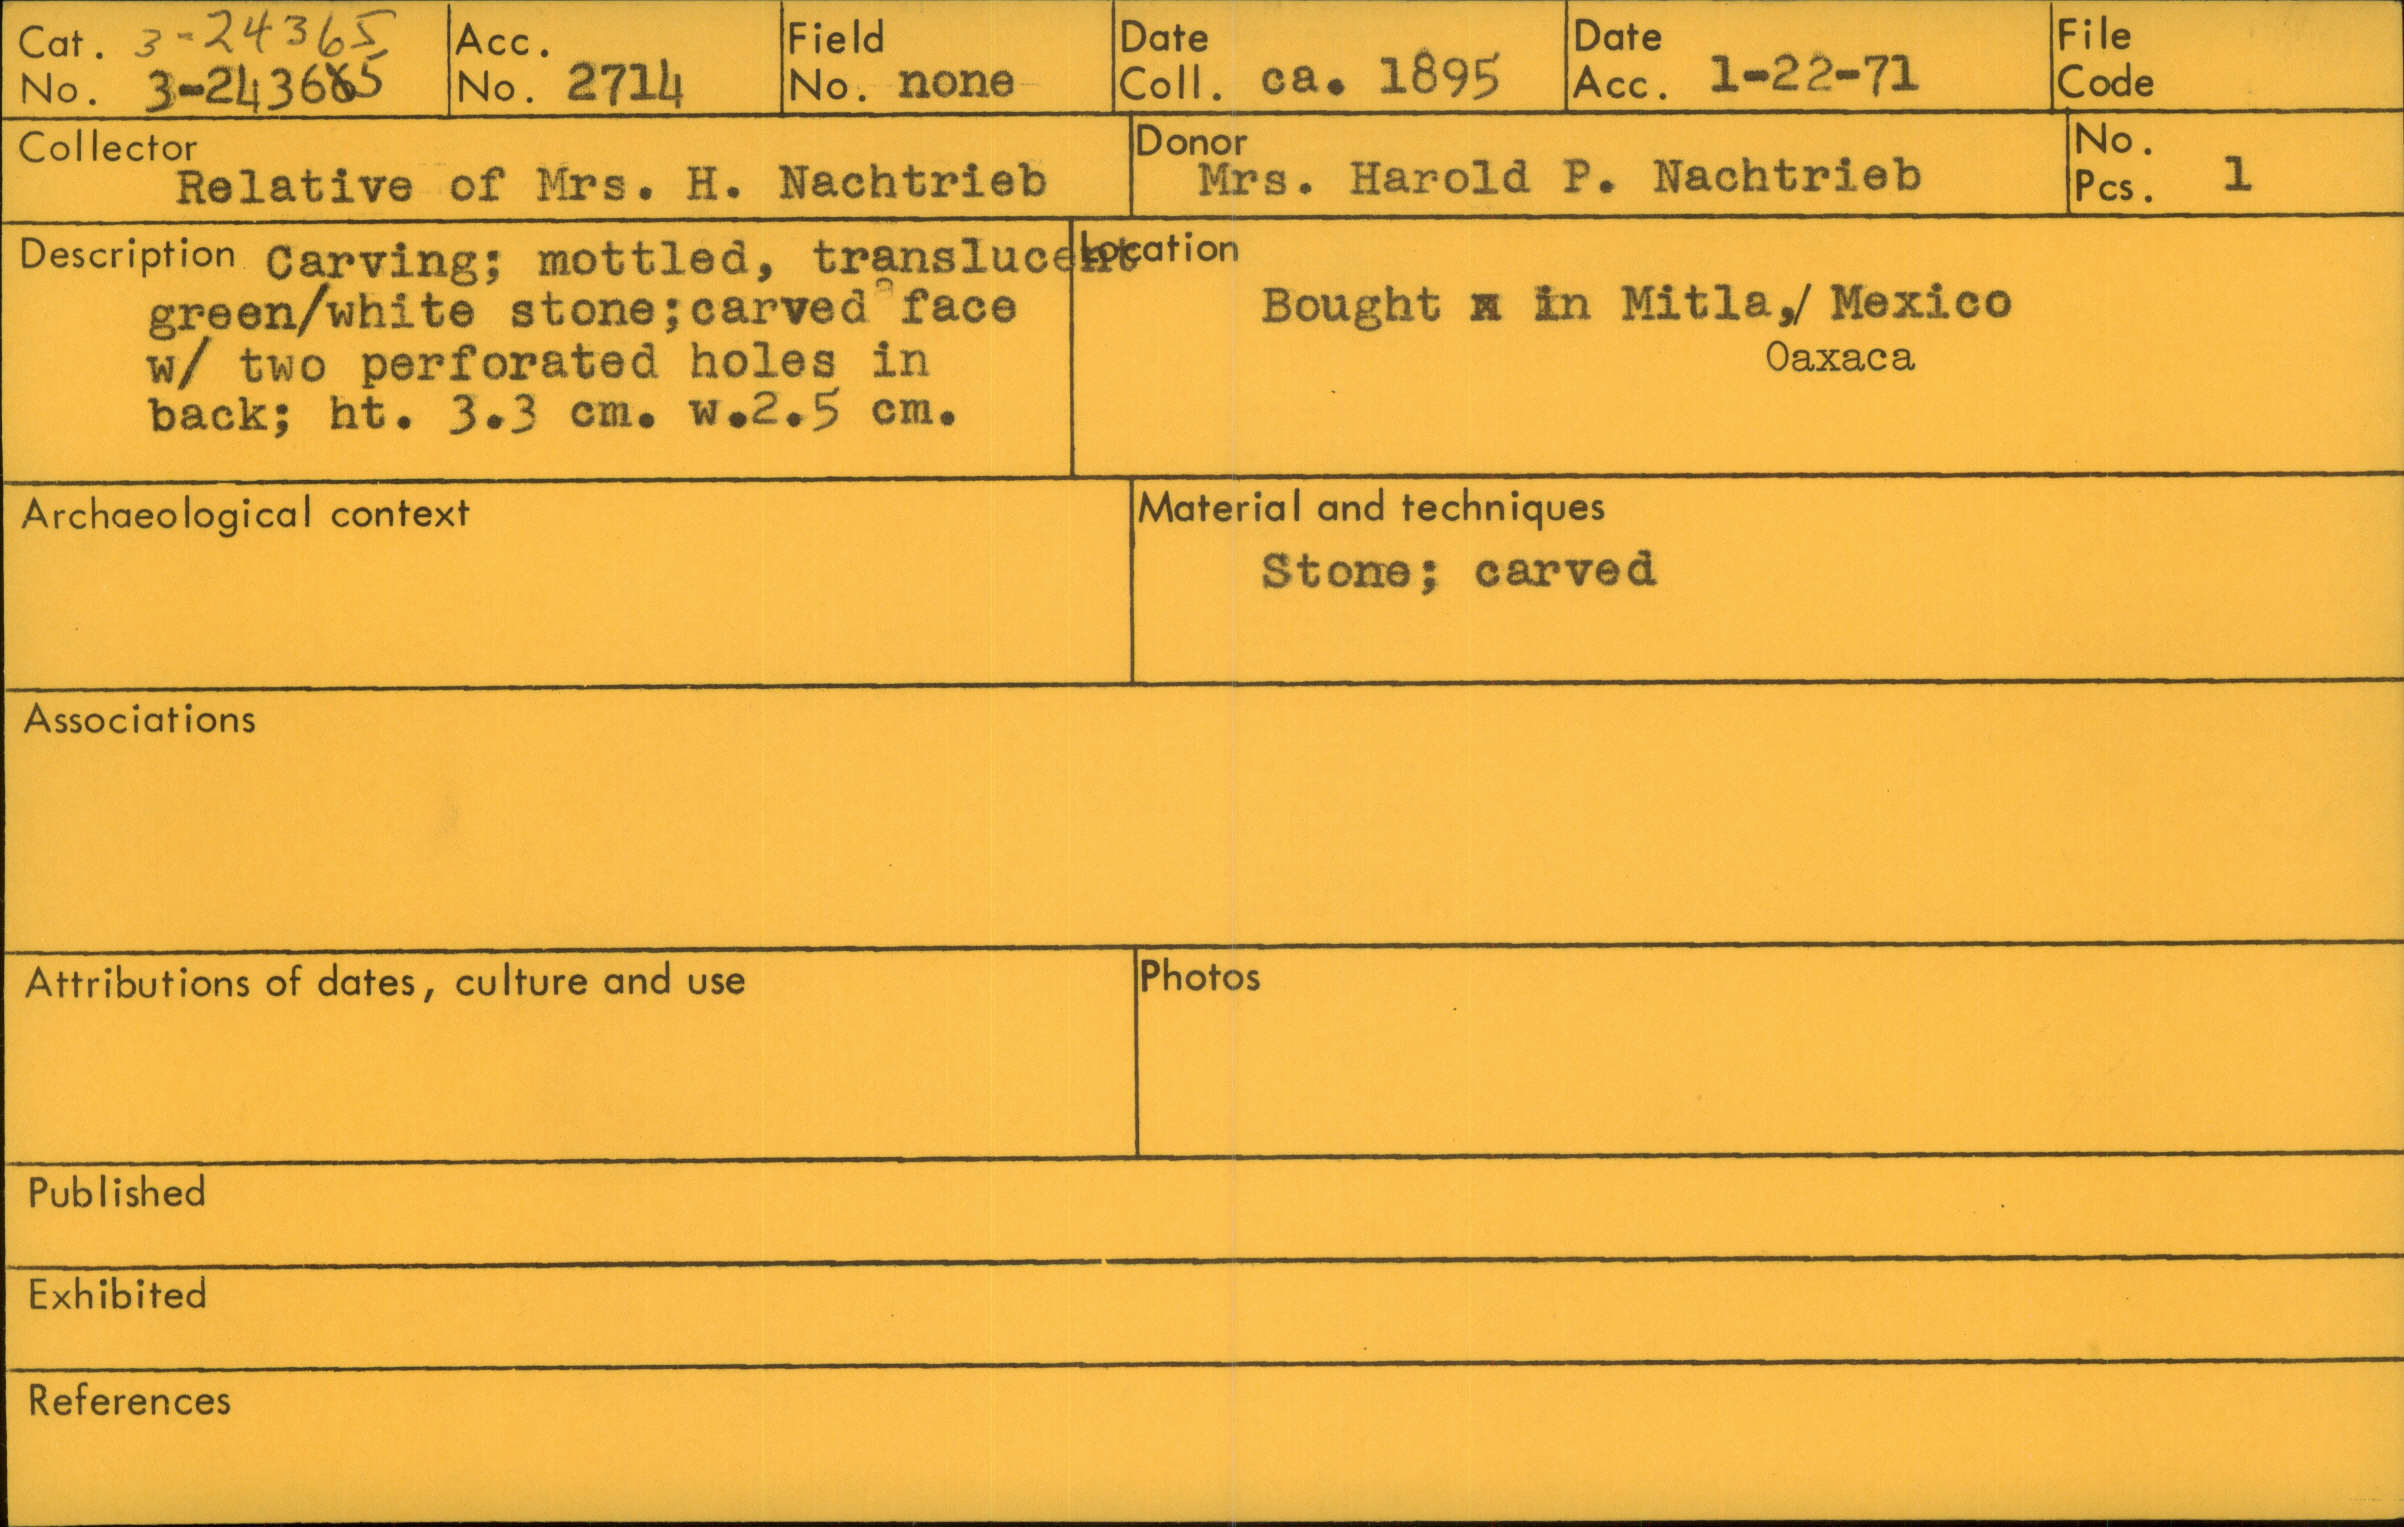 Cat. 3-24365
No. 3-24365
Acc.
No. 2714
Field
No. none
Date
Coll. ca. 1895
Date
Acc. 1-22-71
File
Code
Collector
Relative of Mrs. H. Nachtrieb
Donor
Mrs. Harold P. Nachtrieb
No.
Pcs. 1
Description Carving; mottled, translucent
green/white stone;carved face
w/ two perforated holes in
back; ht. 3.3 cm. w.2.5 cm.
Location
Bought in Mitla,/ Mexico
Oaxaca
Archaeological context
Material and techniques
Stone; carved
Associations
Attributions of dates, culture and use
Photos
Published
Exhibited
References